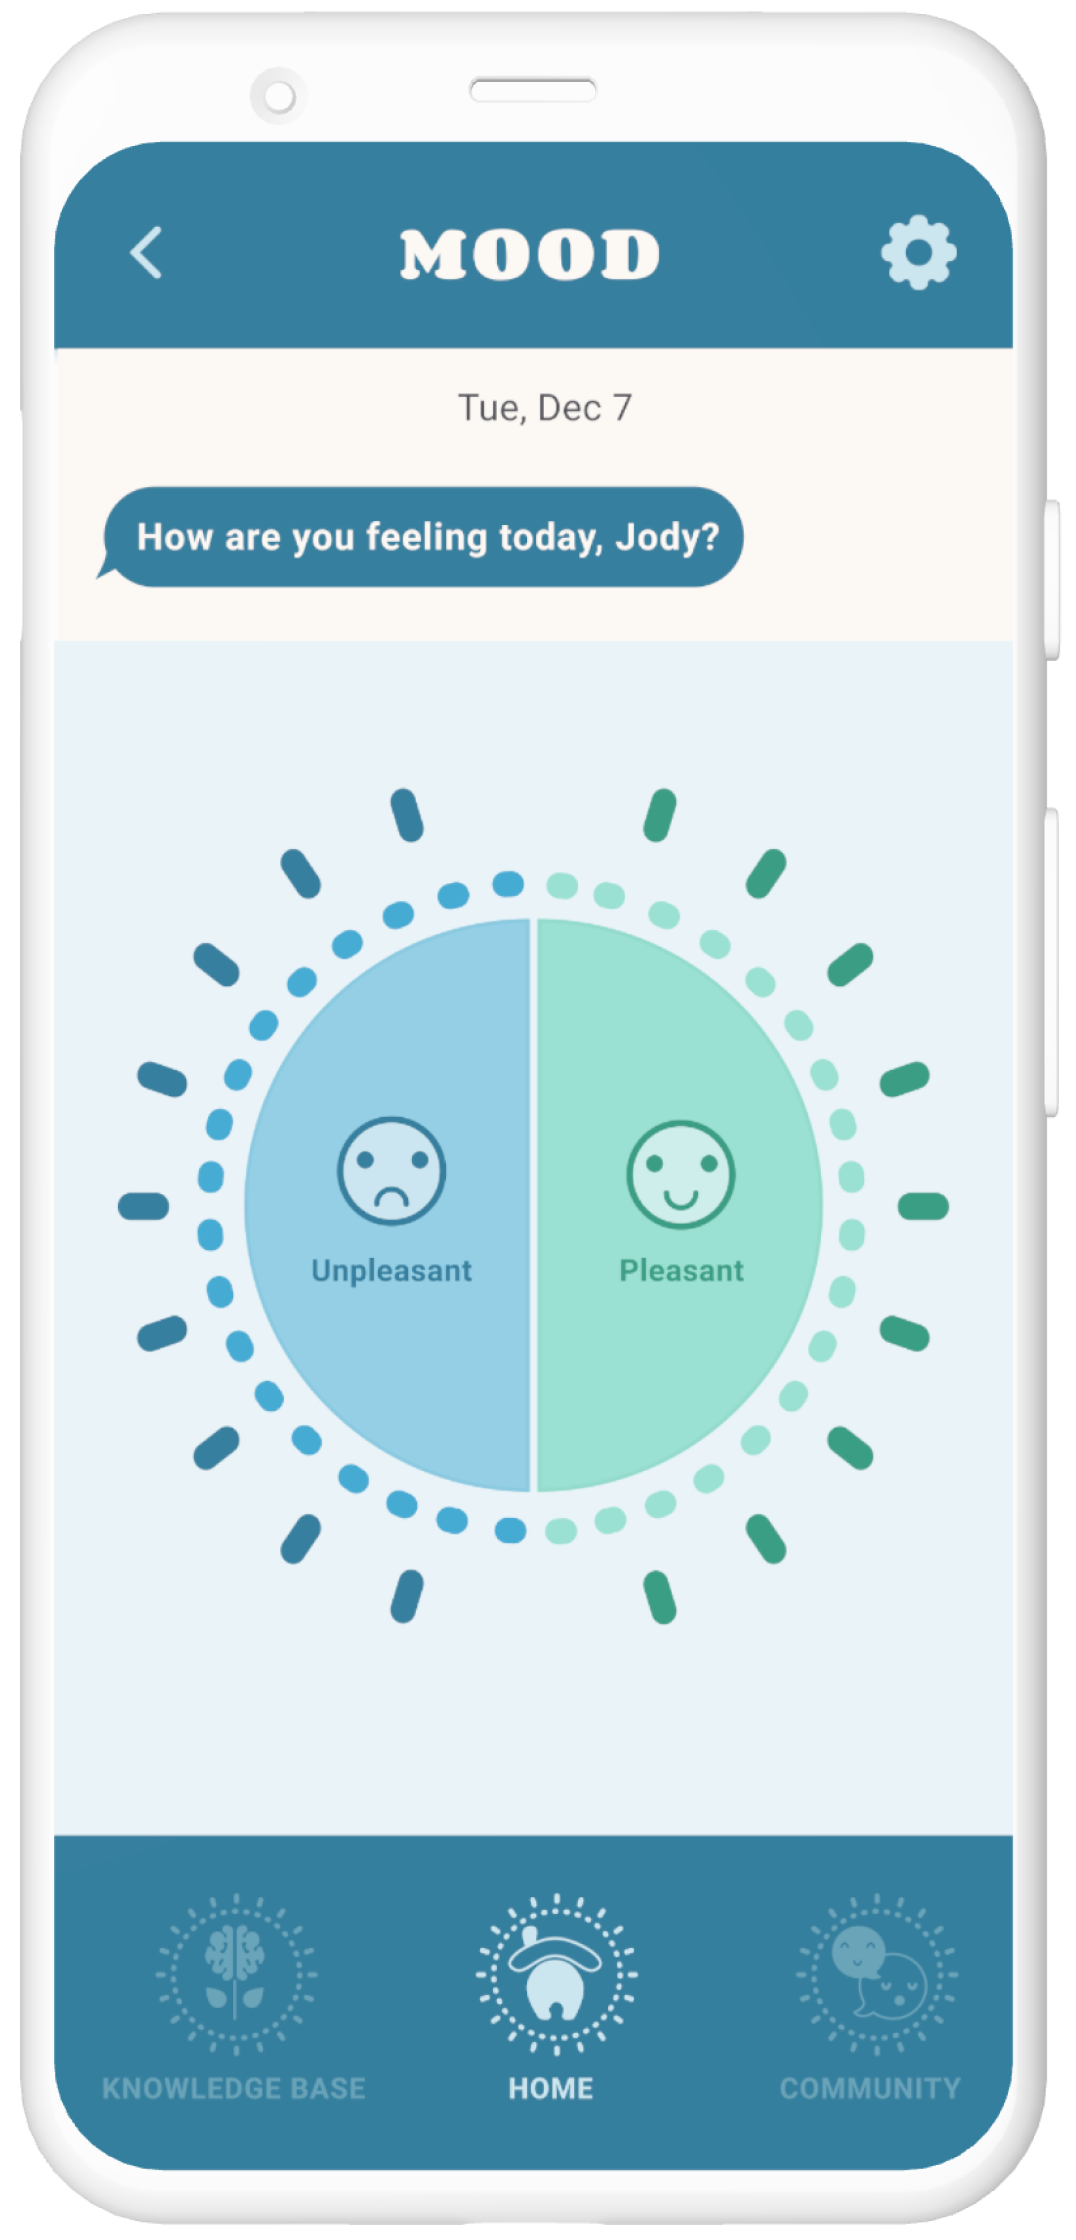 MOOD
Tue, Dec 7
How are you feeling today, Jody?
Unpleasant
Pleasant
KNOWLEDGE BASE
HOME
COMMUNITY